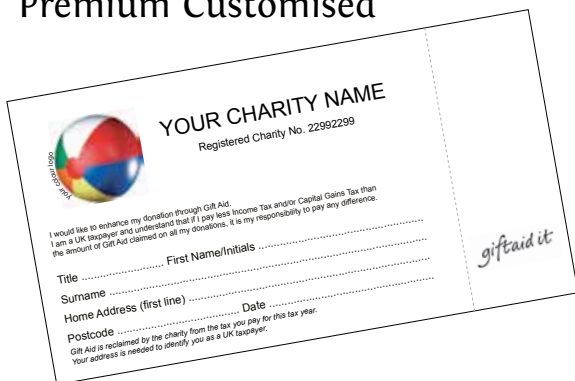 Premium Customised
YOUR CHARITY NAME
Registered Charity No. 22992299
your colour logo
I would like to enhance my donation through Gift Aid.
I am a UK taxpayer and understand that if I pay less Income Tax and/or Capital Gains Tax than
the amount of Gift Aid claimed on all my donations, it is my responsibility to pay any difference.
Title ........................ First Name/Initials ................................................
Surname ................................................................................................
Home Address (first line) .......................................................................
Postcode .................................... Date ................................................
Gift Aid is reclaimed by the charity from the tax you pay for this tax year.
Your address is needed to identify you as a UK taxpayer.
giftaid it